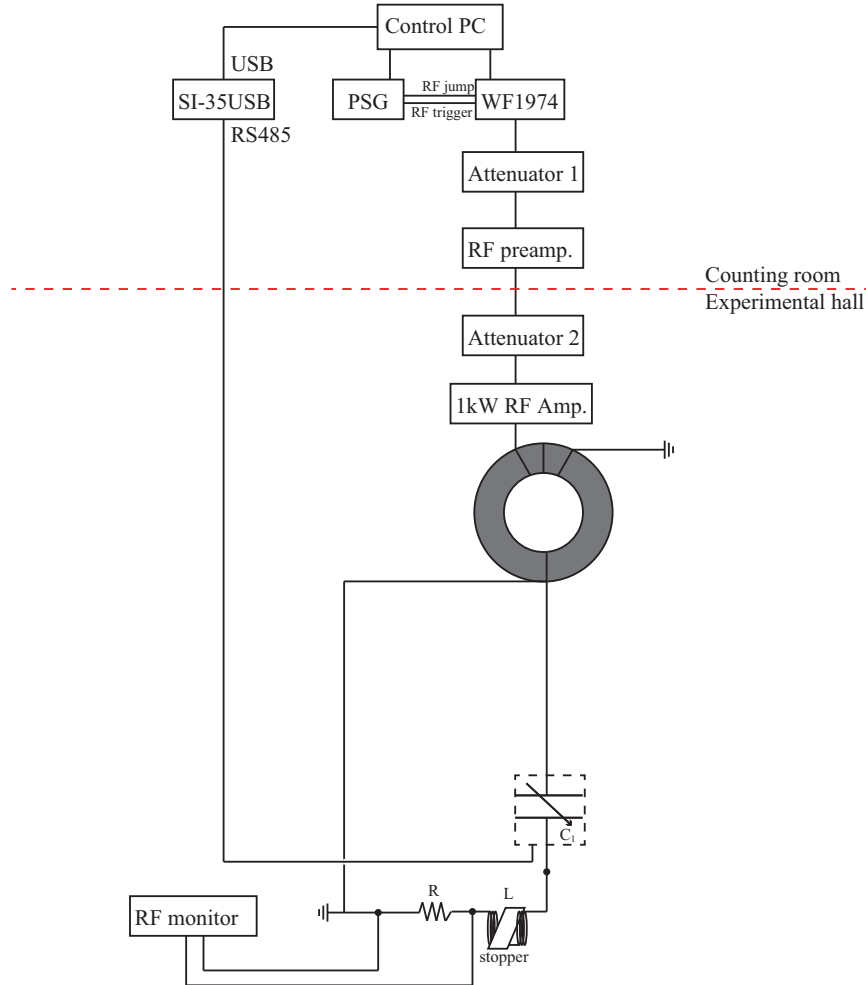 Control PC
USB
SI-35USB
PSG
RF jump
RF trigger
WF1974
RS485
Attenuator 1
RF preamp.
Counting room
Experimental hall
Attenuator 2
1kW RF Amp.
C₁
R
L
RF monitor
stopper